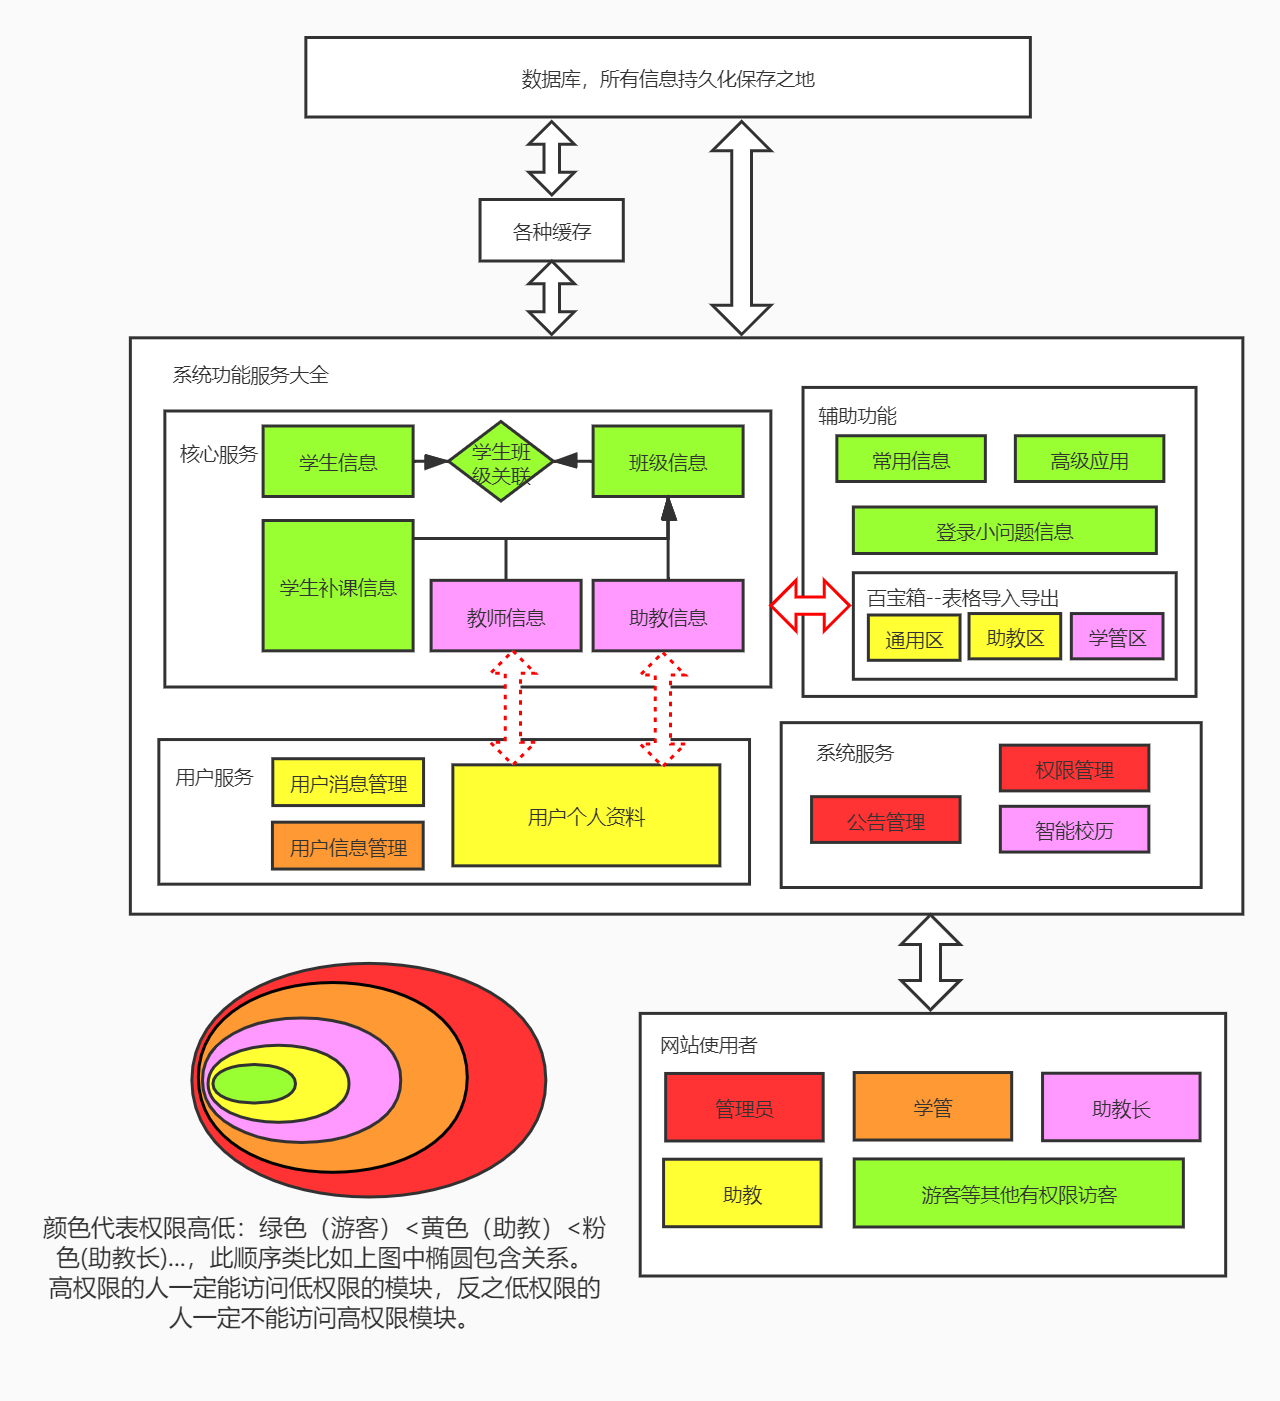 数据库，所有信息持久化保存之地
各种缓存
系统功能服务大全
核心服务
学生信息
学生班
级关联
班级信息
学生补课信息
教师信息
助教信息
辅助功能
常用信息
高级应用
登录小问题信息
百宝箱--表格导入导出
通用区
助教区
学管区
用户服务
用户消息管理
用户信息管理
用户个人资料
系统服务
权限管理
公告管理
智能校历
网站使用者
管理员
学管
助教长
助教
游客等其他有权限访客
颜色代表权限高低：绿色（游客）<黄色（助教）<粉
色(助教长)...，此顺序类比如上图中椭圆包含关系。
高权限的人一定能访问低权限的模块，反之低权限的
人一定不能访问高权限模块。